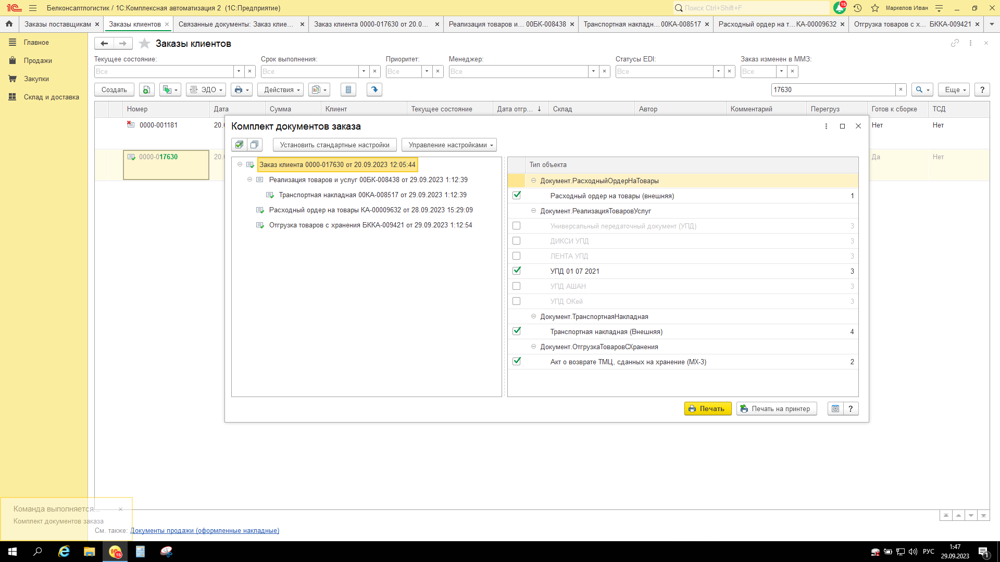 Белконсалтлогистик / 1С:Комплексная автоматизация 2 (1С:Предприятие)
Поиск Ctrl+Shift+F
15
Маркелов Иван
Заказы поставщикам
Заказы клиентов
Связанные документы: Заказ клие...
Заказ клиента 0000-017630 от 20.0...
Реализация товаров и... 00БК-008438
Транспортная накладн...00КА-008517
Расходный ордер на т...КА-00009632
Отгрузка товаров с х... БККА-009421
Главное
Продажи
Закупки
Склад и доставка
Заказы клиентов
Текущее состояние:
Срок выполнения:
Приоритет:
Менеджер:
Статусы EDI:
Заказ изменен в ММЗ:
Все
Все
Все
Все
Все
Все
Создать
ЭДО
Действия
17630
Еще
?
Номер
Дата
Сумма
Клиент
Текущее состояние
Дата отгр... ↓
Склад
Автор
Комментарий
Перегруз
Готов к сборке
ТСД
0000-001181
20.0
Нет
Нет
0000-017630
20.0
Да
Нет
Комплект документов заказа
Установить стандартные настройки
Управление настройками
Заказ клиента 0000-017630 от 20.09.2023 12:05:44
Реализация товаров и услуг 00БК-008438 от 29.09.2023 1:12:39
Транспортная накладная 00КА-008517 от 29.09.2023 1:12:39
Расходный ордер на товары КА-00009632 от 28.09.2023 15:29:09
Отгрузка товаров с хранения БККА-009421 от 29.09.2023 1:12:54
Тип объекта
Документ.РасходныйОрдерНаТовары
Расходный ордер на товары (внешняя) 1
Документ.РеализацияТоваровУслуг
Универсальный передаточный документ (УПД) 3
ДИКСИ УПД 3
ЛЕНТА УПД 3
УПД 01 07 2021 3
УПД АШАН 3
УПД ОКей 3
Документ.ТранспортнаяНакладная
Транспортная накладная (Внешняя) 4
Документ.ОтгрузкаТоваровСХранения
Акт о возврате ТМЦ, сданных на хранение (МХ-3) 2
Печать
Печать на принтер
?
Команда выполняется...
Комплект документов заказа
См. также: Документы продажи (оформленные накладные)
15
РУС
1:47
29.09.2023
1